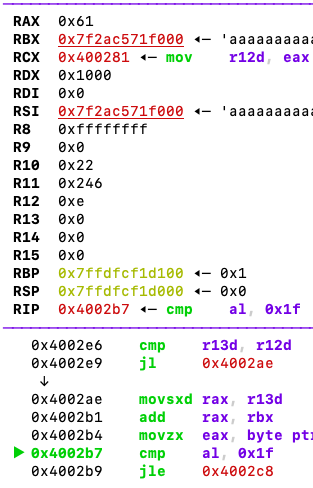 RAX 0x61
RBX 0x7f2ac571f000 ◂— 'aaaaaaaaaa
RCX 0x400281 ◂— mov r12d, eax
RDX 0x1000
RDI 0x0
RSI 0x7f2ac571f000 ◂— 'aaaaaaaaaa
R8 0xffffffff
R9 0x0
R10 0x22
R11 0x246
R12 0xe
R13 0x0
R14 0x0
R15 0x0
RBP 0x7ffdfcf1d100 ◂— 0x1
RSP 0x7ffdfcf1d000 ◂— 0x0
RIP 0x4002b7 ◂— cmp al, 0x1f
0x4002e6 cmp r13d, r12d
0x4002e9 jl 0x4002ae
↓
0x4002ae movsxd rax, r13d
0x4002b1 add rax, rbx
0x4002b4 movzx eax, byte ptr
► 0x4002b7 cmp al, 0x1f
0x4002b9 jle 0x4002c8